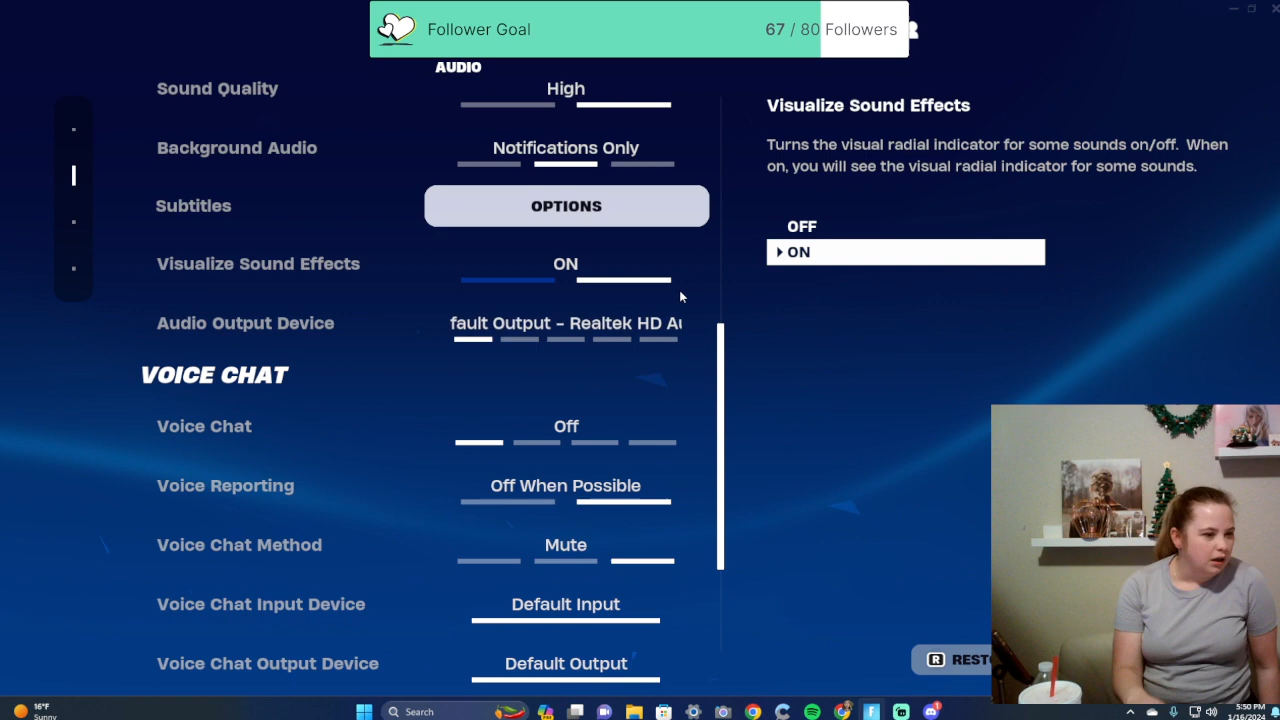 Follower Goal
67 / 80 Followers
AUDIO
Sound Quality
High
Background Audio
Notifications Only
Subtitles
OPTIONS
Visualize Sound Effects
ON
Audio Output Device
fault Output - Realtek HD Au
VOICE CHAT
Voice Chat
Off
Voice Reporting
Off When Possible
Voice Chat Method
Mute
Voice Chat Input Device
Default Input
Voice Chat Output Device
Default Output
Visualize Sound Effects
Turns the visual radial indicator for some sounds on/off. When
on, you will see the visual radial indicator for some sounds.
OFF
ON
R RESTO
16°F
Sunny
Search
5:50 PM
1/16/2024